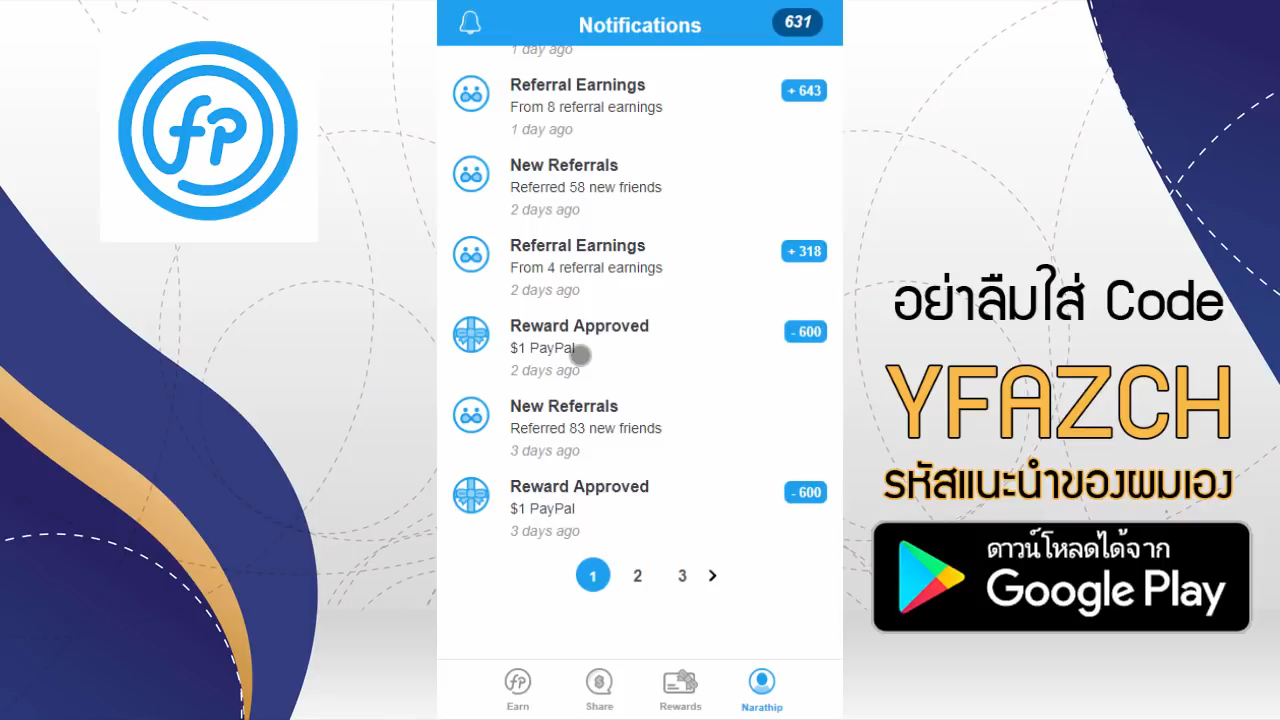 fp
Notifications
631
1 day ago
Referral Earnings
+ 643
From 8 referral earnings
1 day ago
New Referrals
Referred 58 new friends
2 days ago
Referral Earnings
+ 318
From 4 referral earnings
2 days ago
Reward Approved
- 600
$1 PayPal
2 days ago
New Referrals
Referred 83 new friends
3 days ago
Reward Approved
- 600
$1 PayPal
3 days ago
1 2 3 >
fp
Earn
Share
Rewards
Narathip
อย่าลืมใส่ Code
YFAZCH
รหัสแนะนำของผมเอง
ดาวน์โหลดได้จาก
Google Play